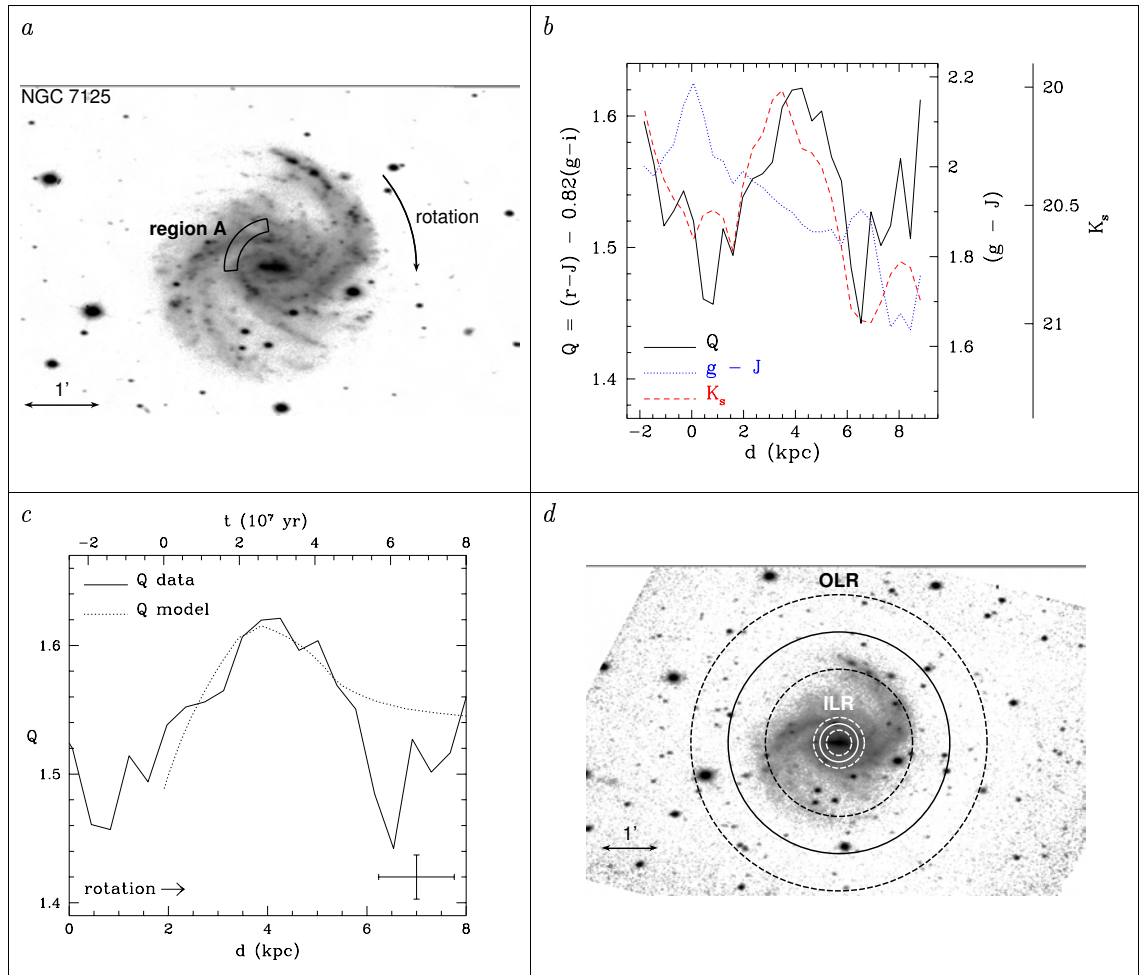 a
NGC 7125
region A
rotation
1'
b
1.6
1.5
1.4
Q = (r−J) − 0.82(g−i)
2.2
2
1.8
1.6
(g − J)
20
20.5
21
K_s
Q
g − J
K_s
−2 0 2 4 6 8
d (kpc)
c
t (10⁷ yr)
−2 0 2 4 6 8
Q data
Q model
1.6
Q
1.5
1.4
rotation
0 2 4 6 8
d (kpc)
d
OLR
ILR
1'